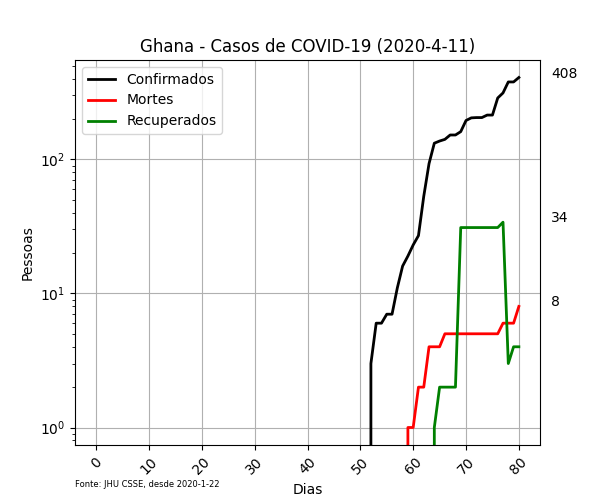 Ghana - Casos de COVID-19 (2020-4-11)
Confirmados
Mortes
Recuperados
408
34
8
10²
10¹
10⁰
Pessoas
0 10 20 30 40 50 60 70 80
Dias
Fonte: JHU CSSE, desde 2020-1-22